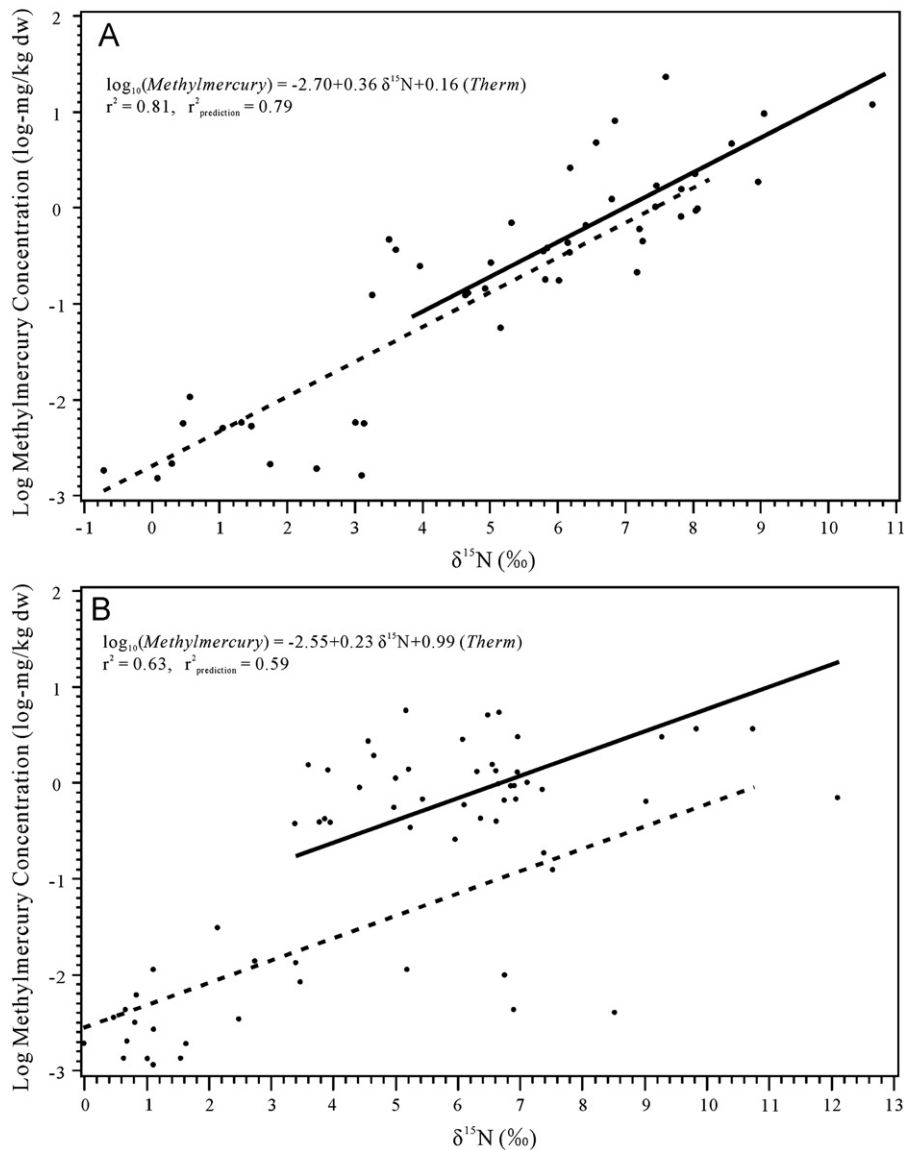 A
log₁₀(Methylmercury) = -2.70+0.36 δ¹⁵N+0.16 (Therm)
r² = 0.81, r²prediction = 0.79
Log Methylmercury Concentration (log-mg/kg dw)
2
1
0
-1
-2
-3
-1 0 1 2 3 4 5 6 7 8 9 10 11
δ¹⁵N (‰)
B
log₁₀(Methylmercury) = -2.55+0.23 δ¹⁵N+0.99 (Therm)
r² = 0.63, r²prediction = 0.59
Log Methylmercury Concentration (log-mg/kg dw)
2
1
0
-1
-2
-3
0 1 2 3 4 5 6 7 8 9 10 11 12 13
δ¹⁵N (‰)